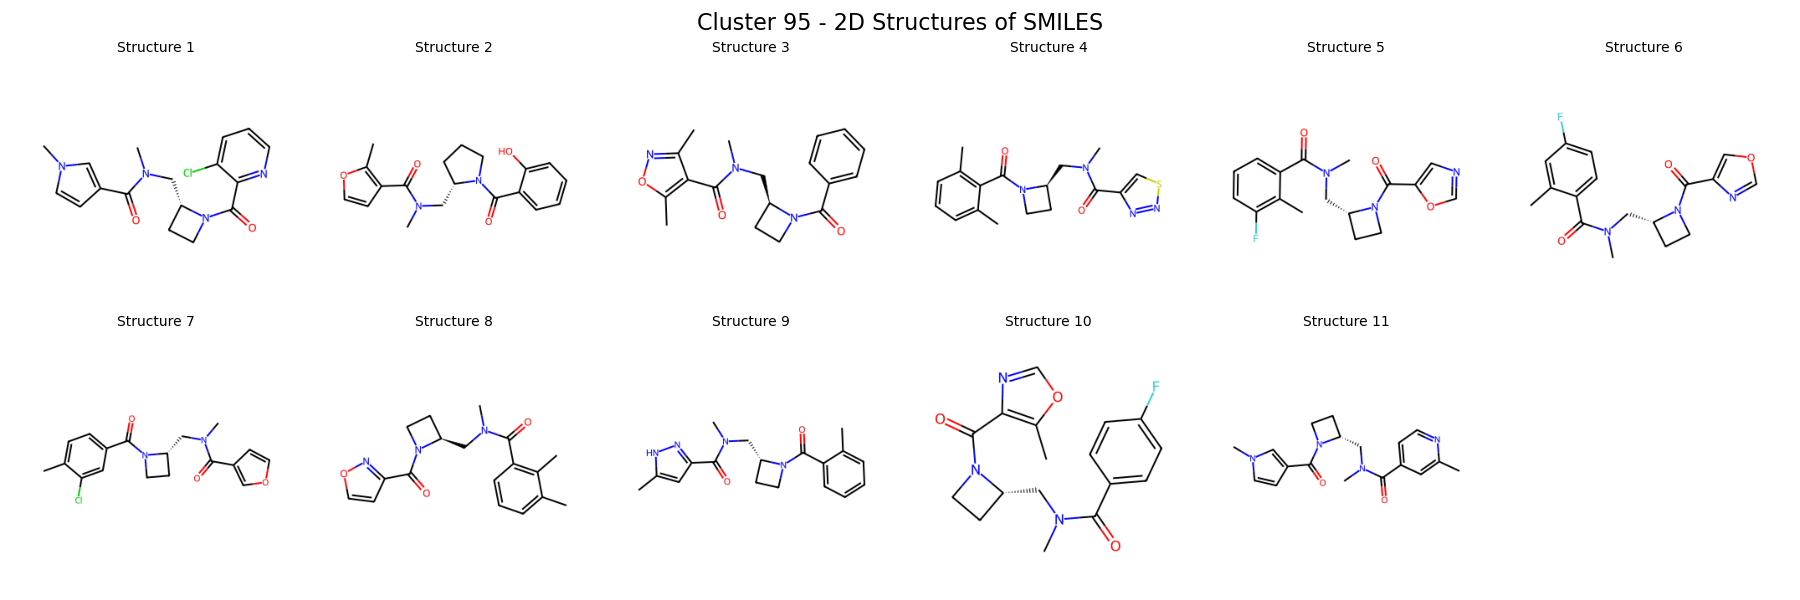 Cluster 95 - 2D Structures of SMILES
Structure 1
Structure 2
Structure 3
Structure 4
Structure 5
Structure 6
N N O Cl N N O
O O N N O HO
N O O N N O
O N N O N N S
O N F O N N O
F O N O N O N
Structure 7
Structure 8
Structure 9
Structure 10
Structure 11
O N N O O Cl
O N O N N O
HN N N O N O
N O O N N O F
N O N N O N